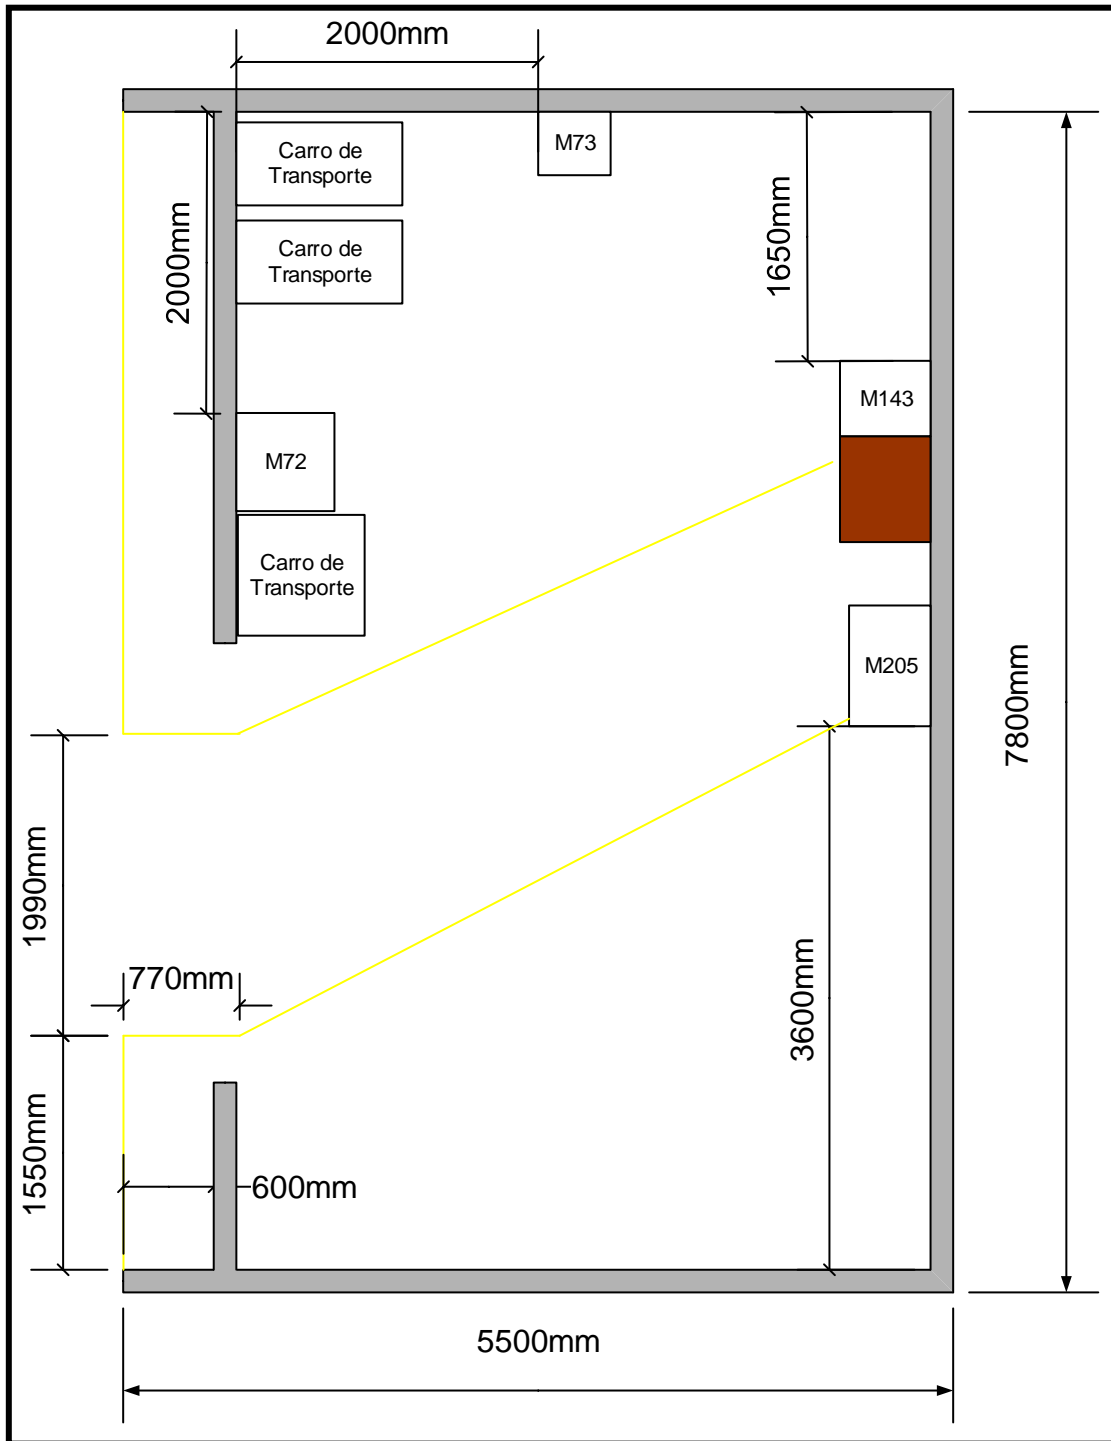 2000mm
Carro de
Transporte
M73
2000mm
1650mm
Carro de
Transporte
M143
M72
Carro de
Transporte
M205
7800mm
1990mm
770mm
3600mm
1550mm
600mm
5500mm